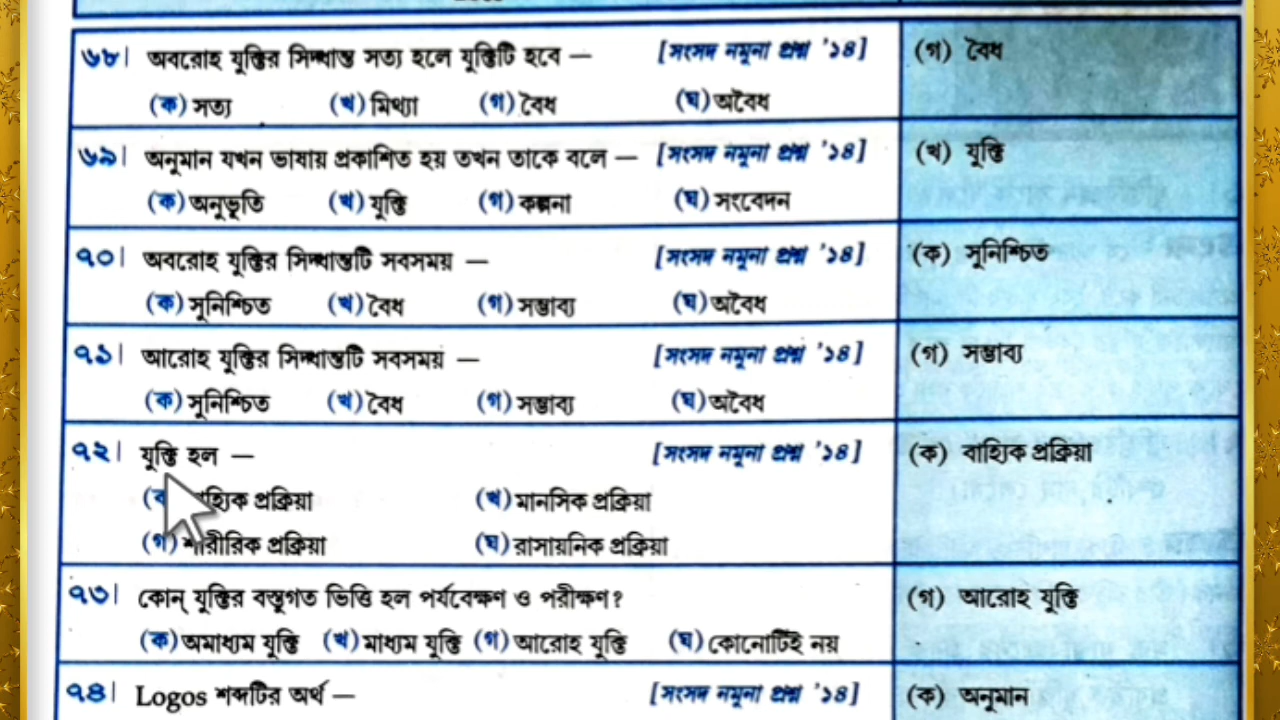 ৬৮। অবরোহ যুক্তির সিদ্ধান্ত সত্য হলে যুক্তিটি হবে — [সংসদ নমুনা প্রশ্ন '১৪] (গ) বৈধ
(ক) সত্য (খ) মিথ্যা (গ) বৈধ (ঘ) অবৈধ
৬৯। অনুমান যখন ভাষায় প্রকাশিত হয় তখন তাকে বলে — [সংসদ নমুনা প্রশ্ন '১৪] (খ) যুক্তি
(ক) অনুভূতি (খ) যুক্তি (গ) কল্পনা (ঘ) সংবেদন
৭০। অবরোহ যুক্তির সিদ্ধান্তটি সবসময় — [সংসদ নমুনা প্রশ্ন '১৪] (ক) সুনিশ্চিত
(ক) সুনিশ্চিত (খ) বৈধ (গ) সম্ভাব্য (ঘ) অবৈধ
৭১। আরোহ যুক্তির সিদ্ধান্তটি সবসময় — [সংসদ নমুনা প্রশ্ন '১৪] (গ) সম্ভাব্য
(ক) সুনিশ্চিত (খ) বৈধ (গ) সম্ভাব্য (ঘ) অবৈধ
৭২। যুক্তি হল — [সংসদ নমুনা প্রশ্ন '১৪] (ক) বাহ্যিক প্রক্রিয়া
প্রক্রিয়া (খ) মানসিক প্রক্রিয়া
(গ) শারীরিক প্রক্রিয়া (ঘ) রাসায়নিক প্রক্রিয়া
৭৩। কোন্ যুক্তির বস্তুগত ভিত্তি হল পর্যবেক্ষণ ও পরীক্ষণ? (গ) আরোহ যুক্তি
(ক) অমাধ্যম যুক্তি (খ) মাধ্যম যুক্তি (গ) আরোহ যুক্তি (ঘ) কোনোটিই নয়
৭৪। Logos শব্দটির অর্থ — [সংসদ নমুনা প্রশ্ন '১৪] (ক) অনুমান